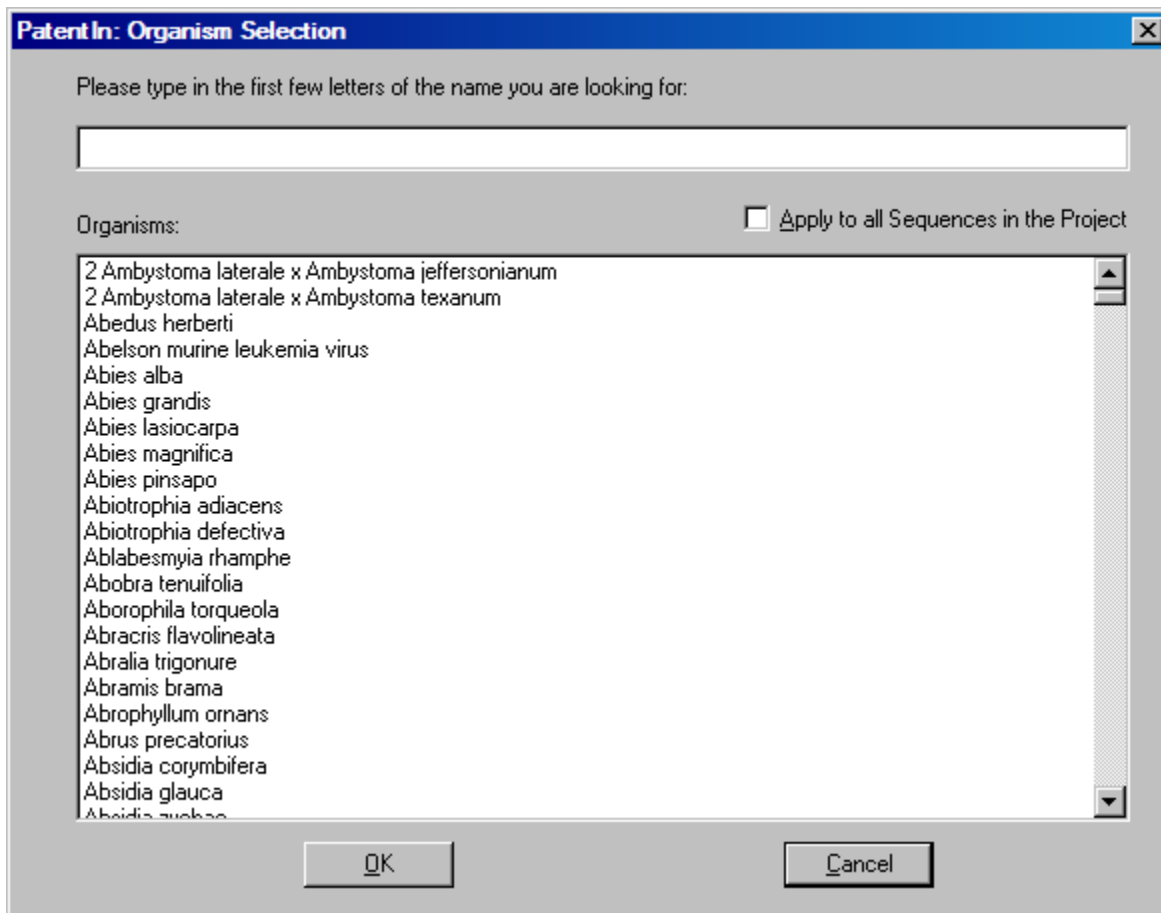 PatentIn: Organism Selection
Please type in the first few letters of the name you are looking for:
Organisms:
Apply to all Sequences in the Project
2 Ambystoma laterale x Ambystoma jeffersonianum
2 Ambystoma laterale x Ambystoma texanum
Abedus herberti
Abelson murine leukemia virus
Abies alba
Abies grandis
Abies lasiocarpa
Abies magnifica
Abies pinsapo
Abiotrophia adiacens
Abiotrophia defectiva
Ablabesmyia rhamphe
Abobra tenuifolia
Aborophila torqueola
Abracris flavolineata
Abralia trigonure
Abramis brama
Abrophyllum ornans
Abrus precatorius
Absidia corymbifera
Absidia glauca
Absidia
OK
Cancel